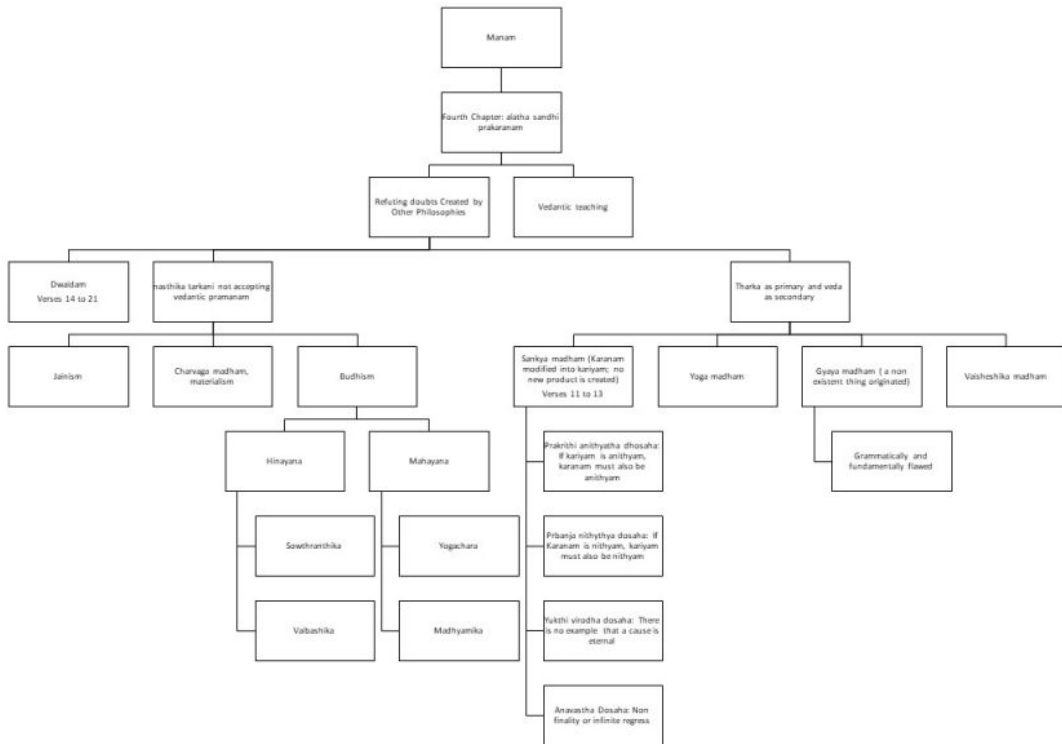 Manam
Fourth Chapter: alatha sandhi
prakaranam
Refuting doubts Created by
Other Philosophies
Vedantic teaching
Dwaidam
Verses 14 to 21
nasthika tarkani not accepting
vedantic pramanam
Tharka as primary and veda
as secondary
Jainism
Charvaga madham,
materialism
Budhism
Sankya madham (Karanam
modified into kariyam; no
new product is created)
Verses 11 to 13
Yoga madham
Gyaya madham ( a non
existent thing originated)
Vaisheshika madham
Hinayana
Mahayana
Prakrithi anithyatha dhosaha:
If kariyam is anithyam,
karanam must also be
anithyam
Grammatically and
fundamentally flawed
Sowthranthika
Yogachara
Prbanja nithythya dosaha: If
Karanam is nithyam, kariyam
must also be nithyam
Vaibashika
Madhyamika
Yukthi virodha dosaha: There
is no example that a cause is
eternal
Anavastha Dosaha: Non
finality or infinite regress